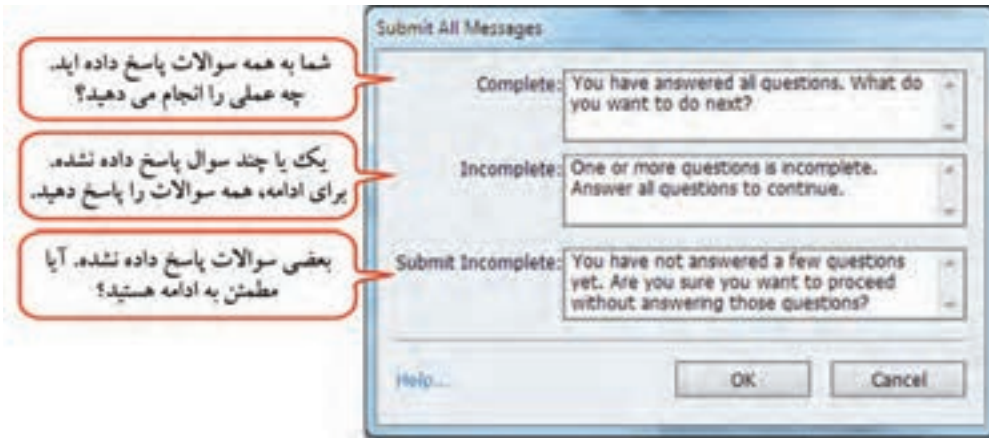 Submit All Messages
شما به همه سوالات پاسخ داده اید.
چه عملی را انجام می دهید؟
Complete: You have answered all questions. What do
you want to do next?
یک یا چند سوال پاسخ داده نشده.
برای ادامه، همه سوالات را پاسخ دهید.
Incomplete: One or more questions is incomplete.
Answer all questions to continue.
بعضی سوالات پاسخ داده نشده. آیا
مطمئن به ادامه هستید؟
Submit Incomplete: You have not answered a few questions
yet. Are you sure you want to proceed
without answering those questions?
Help...
OK
Cancel